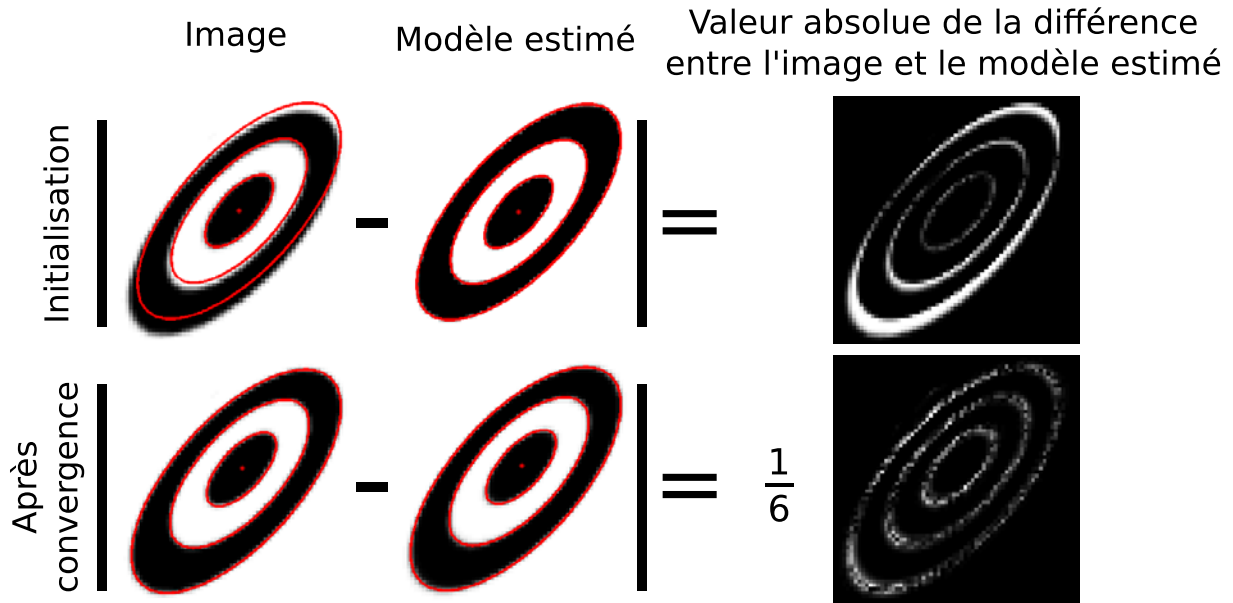 Image
Modèle estimé
Valeur absolue de la différence
entre l'image et le modèle estimé
Initialisation
-
=
Après
convergence
-
=
1
6